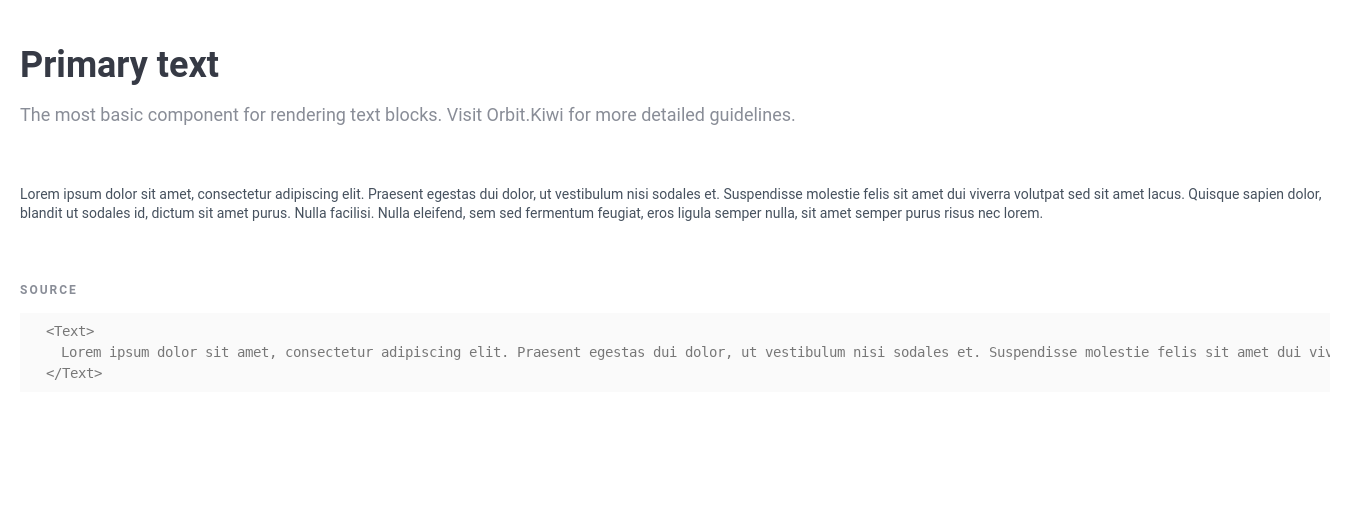 Primary text
The most basic component for rendering text blocks. Visit Orbit.Kiwi for more detailed guidelines.
Lorem ipsum dolor sit amet, consectetur adipiscing elit. Praesent egestas dui dolor, ut vestibulum nisi sodales et. Suspendisse molestie felis sit amet dui viverra volutpat sed sit amet lacus. Quisque sapien dolor,
blandit ut sodales id, dictum sit amet purus. Nulla facilisi. Nulla eleifend, sem sed fermentum feugiat, eros ligula semper nulla, sit amet semper purus risus nec lorem.
SOURCE
<Text>
Lorem ipsum dolor sit amet, consectetur adipiscing elit. Praesent egestas dui dolor, ut vestibulum nisi sodales et. Suspendisse molestie felis sit amet dui viv
</Text>